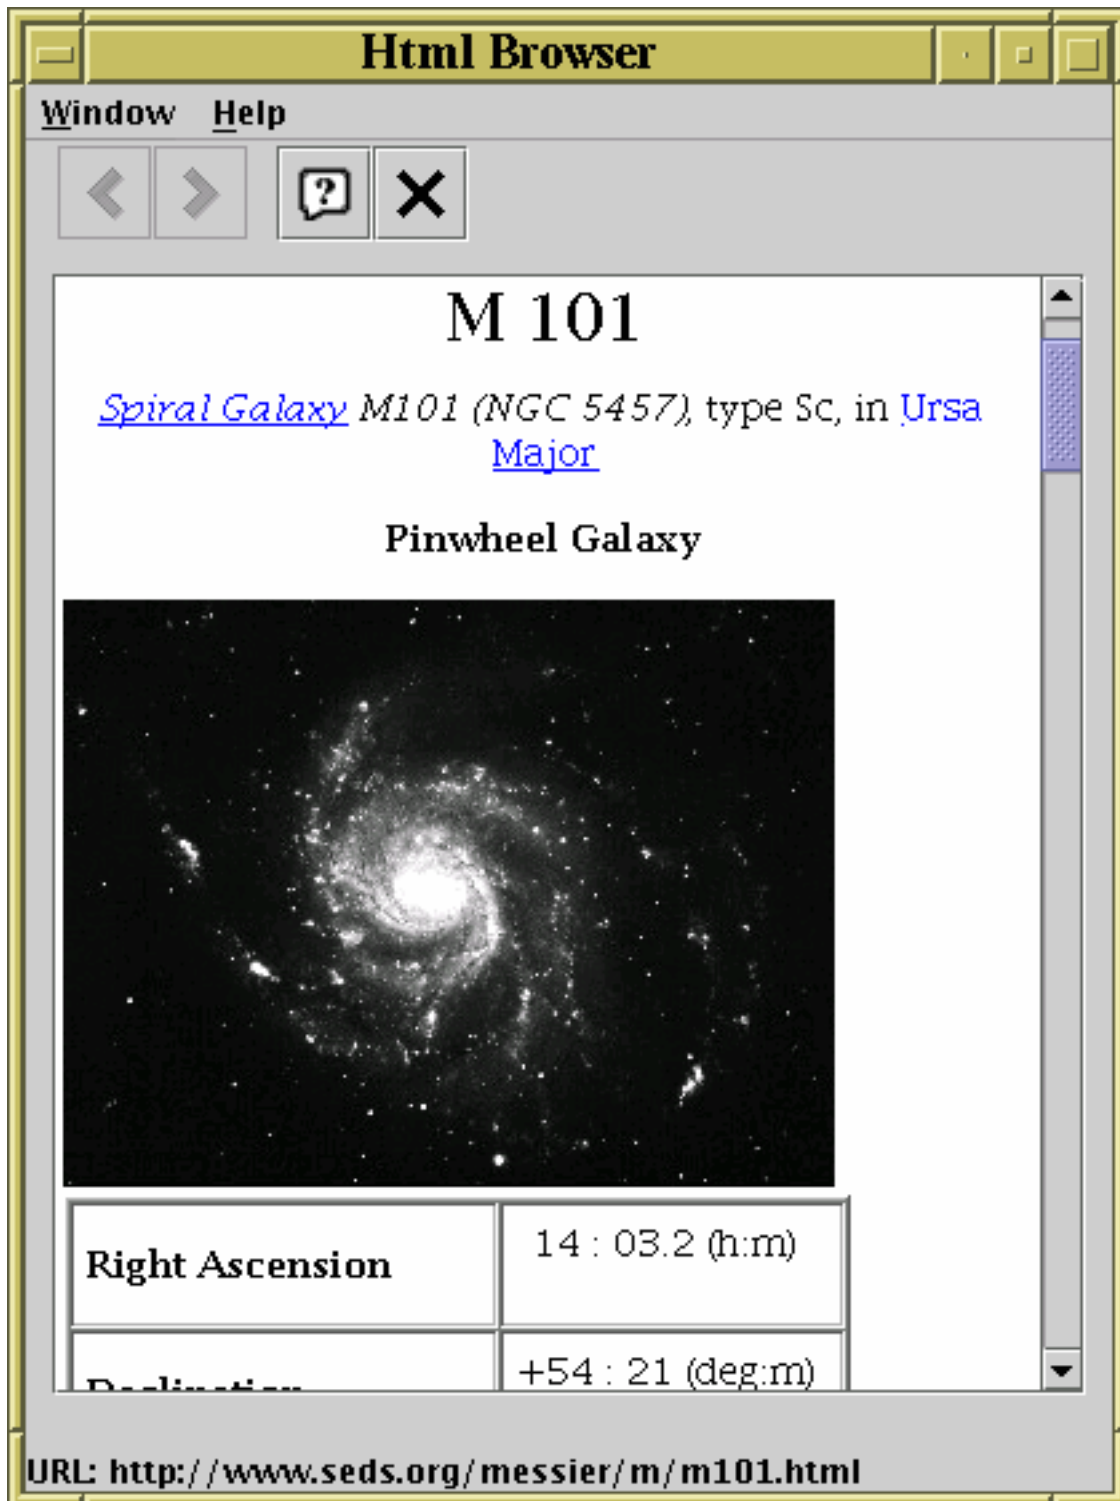 Html Browser
Window Help
?
M 101
Spiral Galaxy M101 (NGC 5457), type Sc, in Ursa
Major
Pinwheel Galaxy
Right Ascension 14 : 03.2 (h:m)
Declination +54 : 21 (deg:m)
URL: http://www.seds.org/messier/m/m101.html